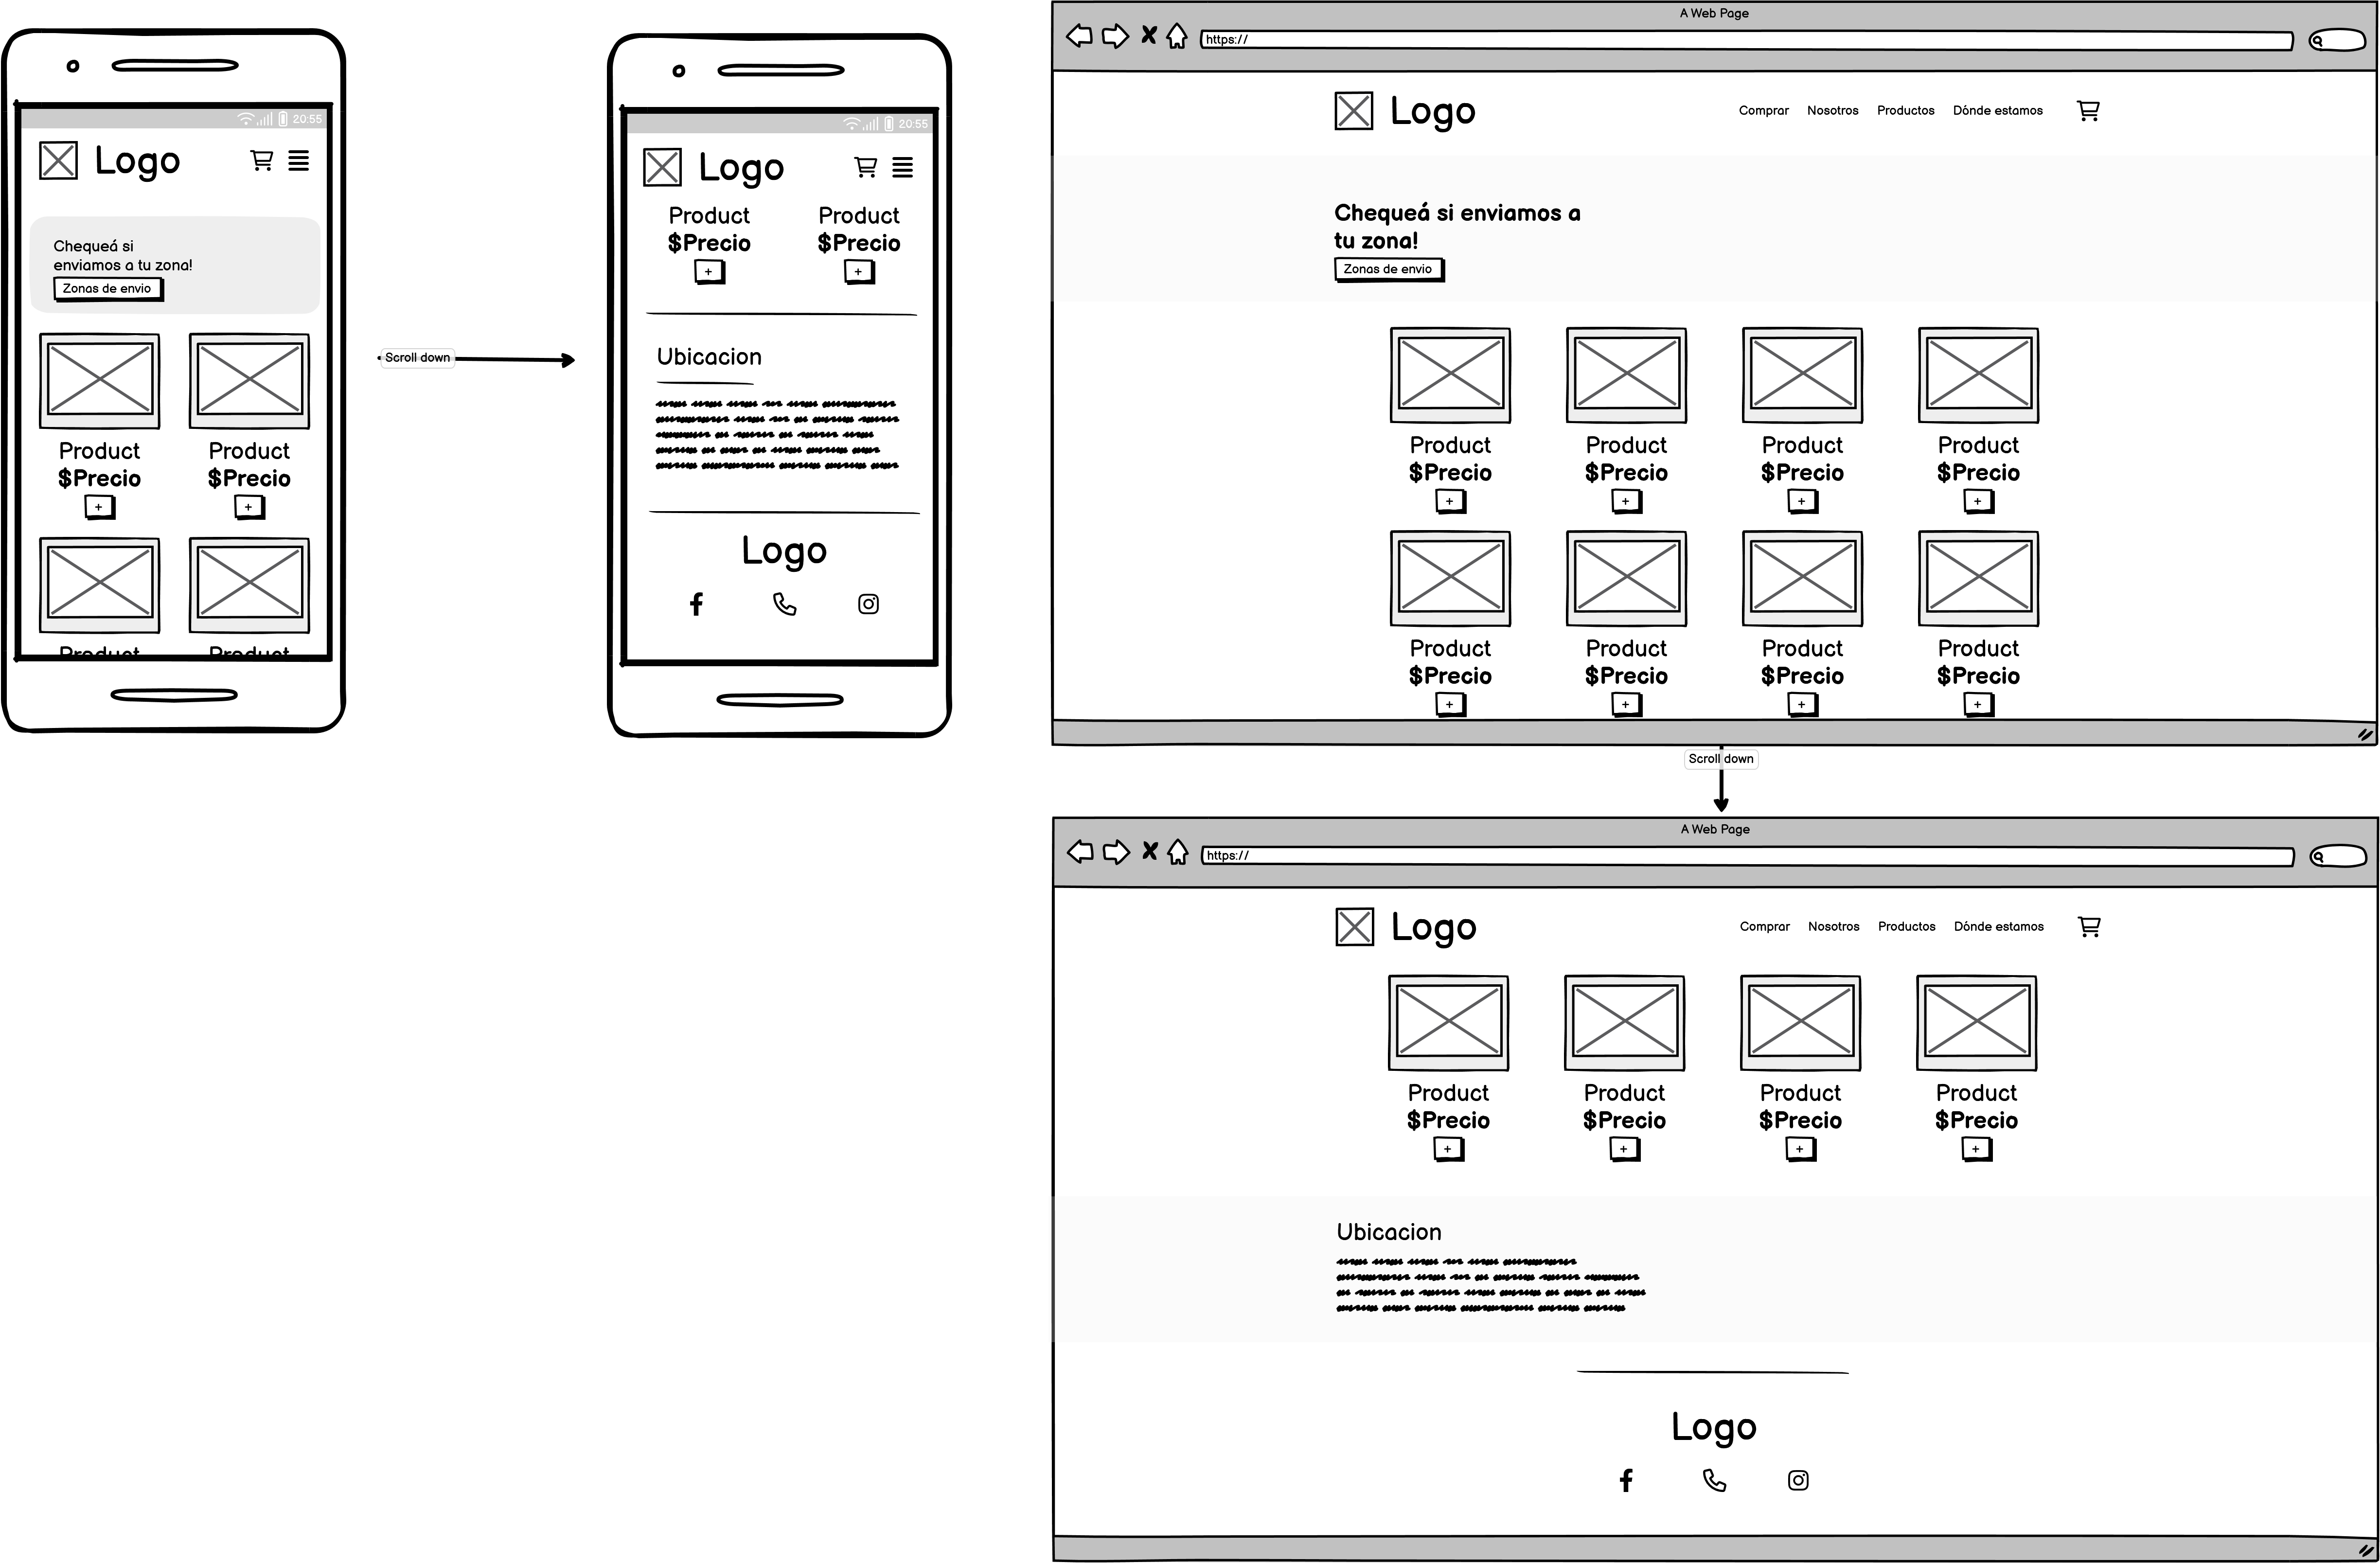 20:55
Logo
Chequeá si
enviamos a tu zona!
Zonas de envio
Product Product
$Precio $Precio
+ +
Product Product
Scroll down
20:55
Logo
Product Product
$Precio $Precio
+ +
Ubicacion
Logo
A Web Page
https://
Logo Comprar Nosotros Productos Dónde estamos
Chequeá si enviamos a
tu zona!
Zonas de envio
Product Product Product Product
$Precio $Precio $Precio $Precio
+ + + +
Product Product Product Product
$Precio $Precio $Precio $Precio
+ + + +
Scroll down
A Web Page
https://
Logo Comprar Nosotros Productos Dónde estamos
Product Product Product Product
$Precio $Precio $Precio $Precio
+ + + +
Ubicacion
Logo